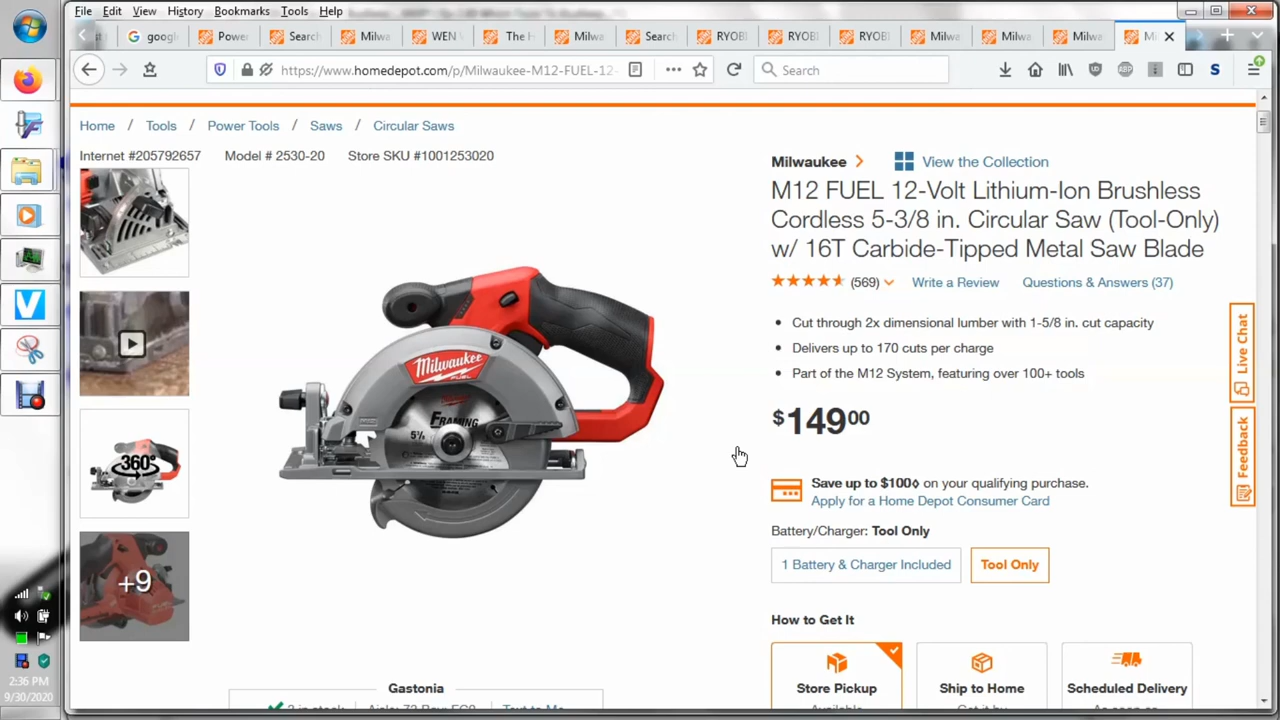 File Edit View History Bookmarks Tools Help
googl Power Search Milwa WEN V The H Milwa Search RYOB RYOBI RYOBI Milwa Milwa Milwa Mi
https://www.homedepot.com/p/Milwaukee-M12-FUEL-12-
Search
Home / Tools / Power Tools / Saws / Circular Saws
Internet #205792657 Model # 2530-20 Store SKU #1001253020
Milwaukee View the Collection
M12 FUEL 12-Volt Lithium-Ion Brushless
Cordless 5-3/8 in. Circular Saw (Tool-Only)
w/ 16T Carbide-Tipped Metal Saw Blade
(569) Write a Review Questions & Answers (37)
• Cut through 2x dimensional lumber with 1-5/8 in. cut capacity
• Delivers up to 170 cuts per charge
• Part of the M12 System, featuring over 100+ tools
$14900
Save up to $100◊ on your qualifying purchase.
Apply for a Home Depot Consumer Card
Battery/Charger: Tool Only
1 Battery & Charger Included
Tool Only
How to Get It
Store Pickup
Ship to Home
Scheduled Delivery
Live Chat
Feedback
360°
+9
Milwaukee
FUEL
FRAMING
5⅜
Gastonia
2:36 PM
9/30/2020